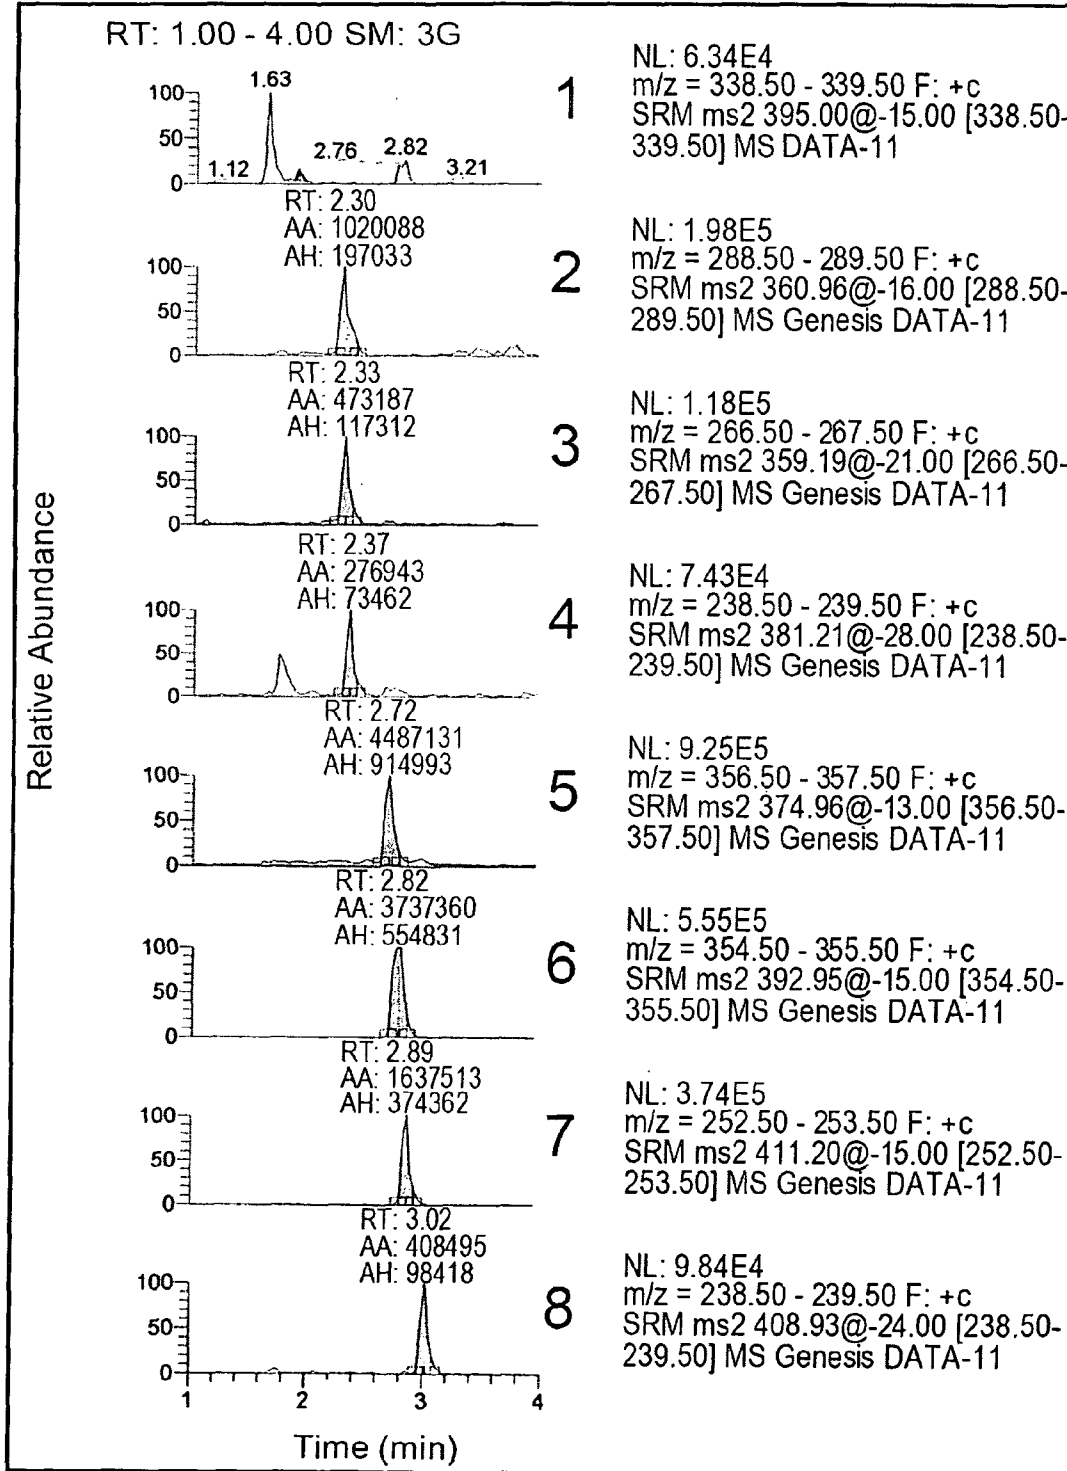 RT: 1.00 - 4.00 SM: 3G
Relative Abundance
100
50
0
1.63
1.12
2.76
2.82
3.21
1
NL: 6.34E4
m/z = 338.50 - 339.50 F: +c
SRM ms2 395.00@-15.00 [338.50-
339.50] MS DATA-11
RT: 2.30
AA: 1020088
AH: 197033
100
50
0
2
NL: 1.98E5
m/z = 288.50 - 289.50 F: +c
SRM ms2 360.96@-16.00 [288.50-
289.50] MS Genesis DATA-11
RT: 2.33
AA: 473187
AH: 117312
100
50
0
3
NL: 1.18E5
m/z = 266.50 - 267.50 F: +c
SRM ms2 359.19@-21.00 [266.50-
267.50] MS Genesis DATA-11
RT: 2.37
AA: 276943
AH: 73462
100
50
0
4
NL: 7.43E4
m/z = 238.50 - 239.50 F: +c
SRM ms2 381.21@-28.00 [238.50-
239.50] MS Genesis DATA-11
RT: 2.72
AA: 4487131
AH: 914993
100
50
0
5
NL: 9.25E5
m/z = 356.50 - 357.50 F: +c
SRM ms2 374.96@-13.00 [356.50-
357.50] MS Genesis DATA-11
RT: 2.82
AA: 3737360
AH: 554831
100
50
0
6
NL: 5.55E5
m/z = 354.50 - 355.50 F: +c
SRM ms2 392.95@-15.00 [354.50-
355.50] MS Genesis DATA-11
RT: 2.89
AA: 1637513
AH: 374362
100
50
0
7
NL: 3.74E5
m/z = 252.50 - 253.50 F: +c
SRM ms2 411.20@-15.00 [252.50-
253.50] MS Genesis DATA-11
RT: 3.02
AA: 408495
AH: 98418
100
50
0
8
NL: 9.84E4
m/z = 238.50 - 239.50 F: +c
SRM ms2 408.93@-24.00 [238.50-
239.50] MS Genesis DATA-11
1 2 3 4
Time (min)